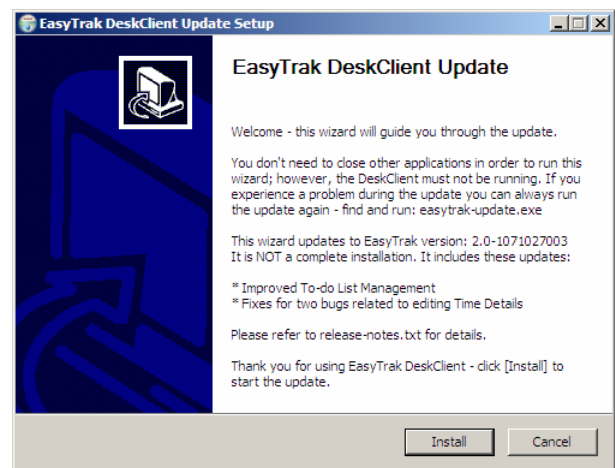 EasyTrak DeskClient Update Setup
EasyTrak DeskClient Update
Welcome - this wizard will guide you through the update.
You don't need to close other applications in order to run this
wizard; however, the DeskClient must not be running. If you
experience a problem during the update you can always run
the update again - find and run: easytrak-update.exe
This wizard updates to EasyTrak version: 2.0-1071027003
It is NOT a complete installation. It includes these updates:
* Improved To-do List Management
* Fixes for two bugs related to editing Time Details
Please refer to release-notes.txt for details.
Thank you for using EasyTrak DeskClient - click [Install] to
start the update.
Install Cancel